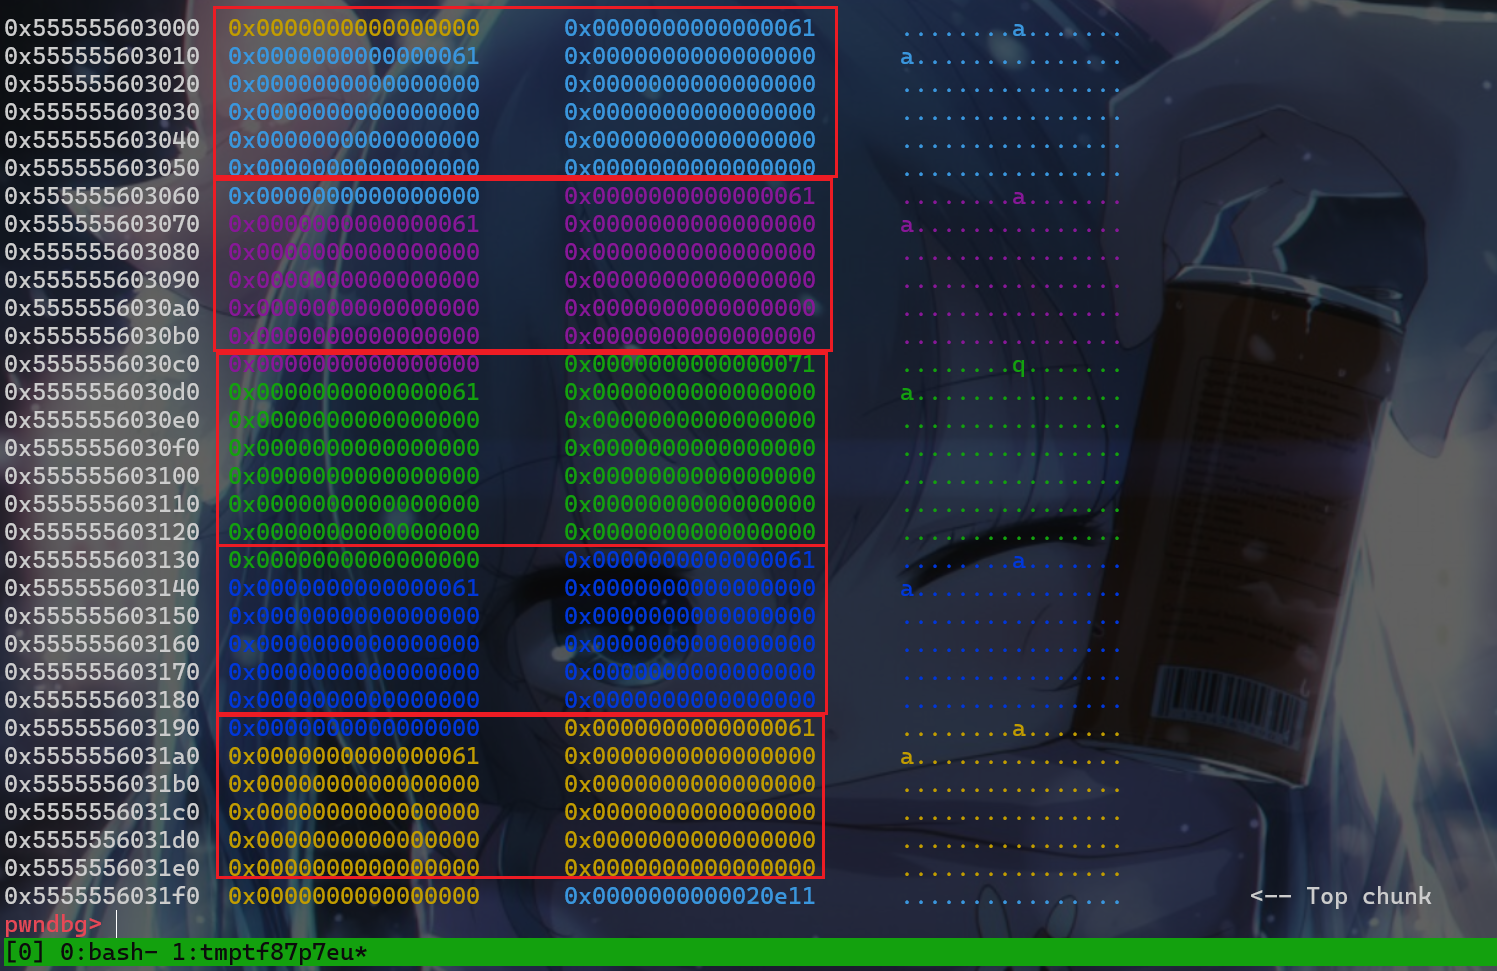 0x555555603000 0x0000000000000000 0x0000000000000061 ........a.......
0x555555603010 0x0000000000000061 0x0000000000000000 a...............
0x555555603020 0x0000000000000000 0x0000000000000000 ................
0x555555603030 0x0000000000000000 0x0000000000000000 ................
0x555555603040 0x0000000000000000 0x0000000000000000 ................
0x555555603050 0x0000000000000000 0x0000000000000000 ................
0x555555603060 0x0000000000000000 0x0000000000000061 ........a.......
0x555555603070 0x0000000000000061 0x0000000000000000 a...............
0x555555603080 0x0000000000000000 0x0000000000000000 ................
0x555555603090 0x0000000000000000 0x0000000000000000 ................
0x5555556030a0 0x0000000000000000 0x0000000000000000 ................
0x5555556030b0 0x0000000000000000 0x0000000000000000 ................
0x5555556030c0 0x0000000000000000 0x0000000000000071 ........q.......
0x5555556030d0 0x0000000000000061 0x0000000000000000 a...............
0x5555556030e0 0x0000000000000000 0x0000000000000000 ................
0x5555556030f0 0x0000000000000000 0x0000000000000000 ................
0x555555603100 0x0000000000000000 0x0000000000000000 ................
0x555555603110 0x0000000000000000 0x0000000000000000 ................
0x555555603120 0x0000000000000000 0x0000000000000000 ................
0x555555603130 0x0000000000000000 0x0000000000000061 ........a.......
0x555555603140 0x0000000000000061 0x0000000000000000 a...............
0x555555603150 0x0000000000000000 0x0000000000000000 ................
0x555555603160 0x0000000000000000 0x0000000000000000 ................
0x555555603170 0x0000000000000000 0x0000000000000000 ................
0x555555603180 0x0000000000000000 0x0000000000000000 ................
0x555555603190 0x0000000000000000 0x0000000000000061 ........a.......
0x5555556031a0 0x0000000000000061 0x0000000000000000 a...............
0x5555556031b0 0x0000000000000000 0x0000000000000000 ................
0x5555556031c0 0x0000000000000000 0x0000000000000000 ................
0x5555556031d0 0x0000000000000000 0x0000000000000000 ................
0x5555556031e0 0x0000000000000000 0x0000000000000000 ................
0x5555556031f0 0x0000000000000000 0x0000000000020e11 ................ <-- Top chunk
pwndbg>
[0] 0:bash- 1:tmptf87p7eu*